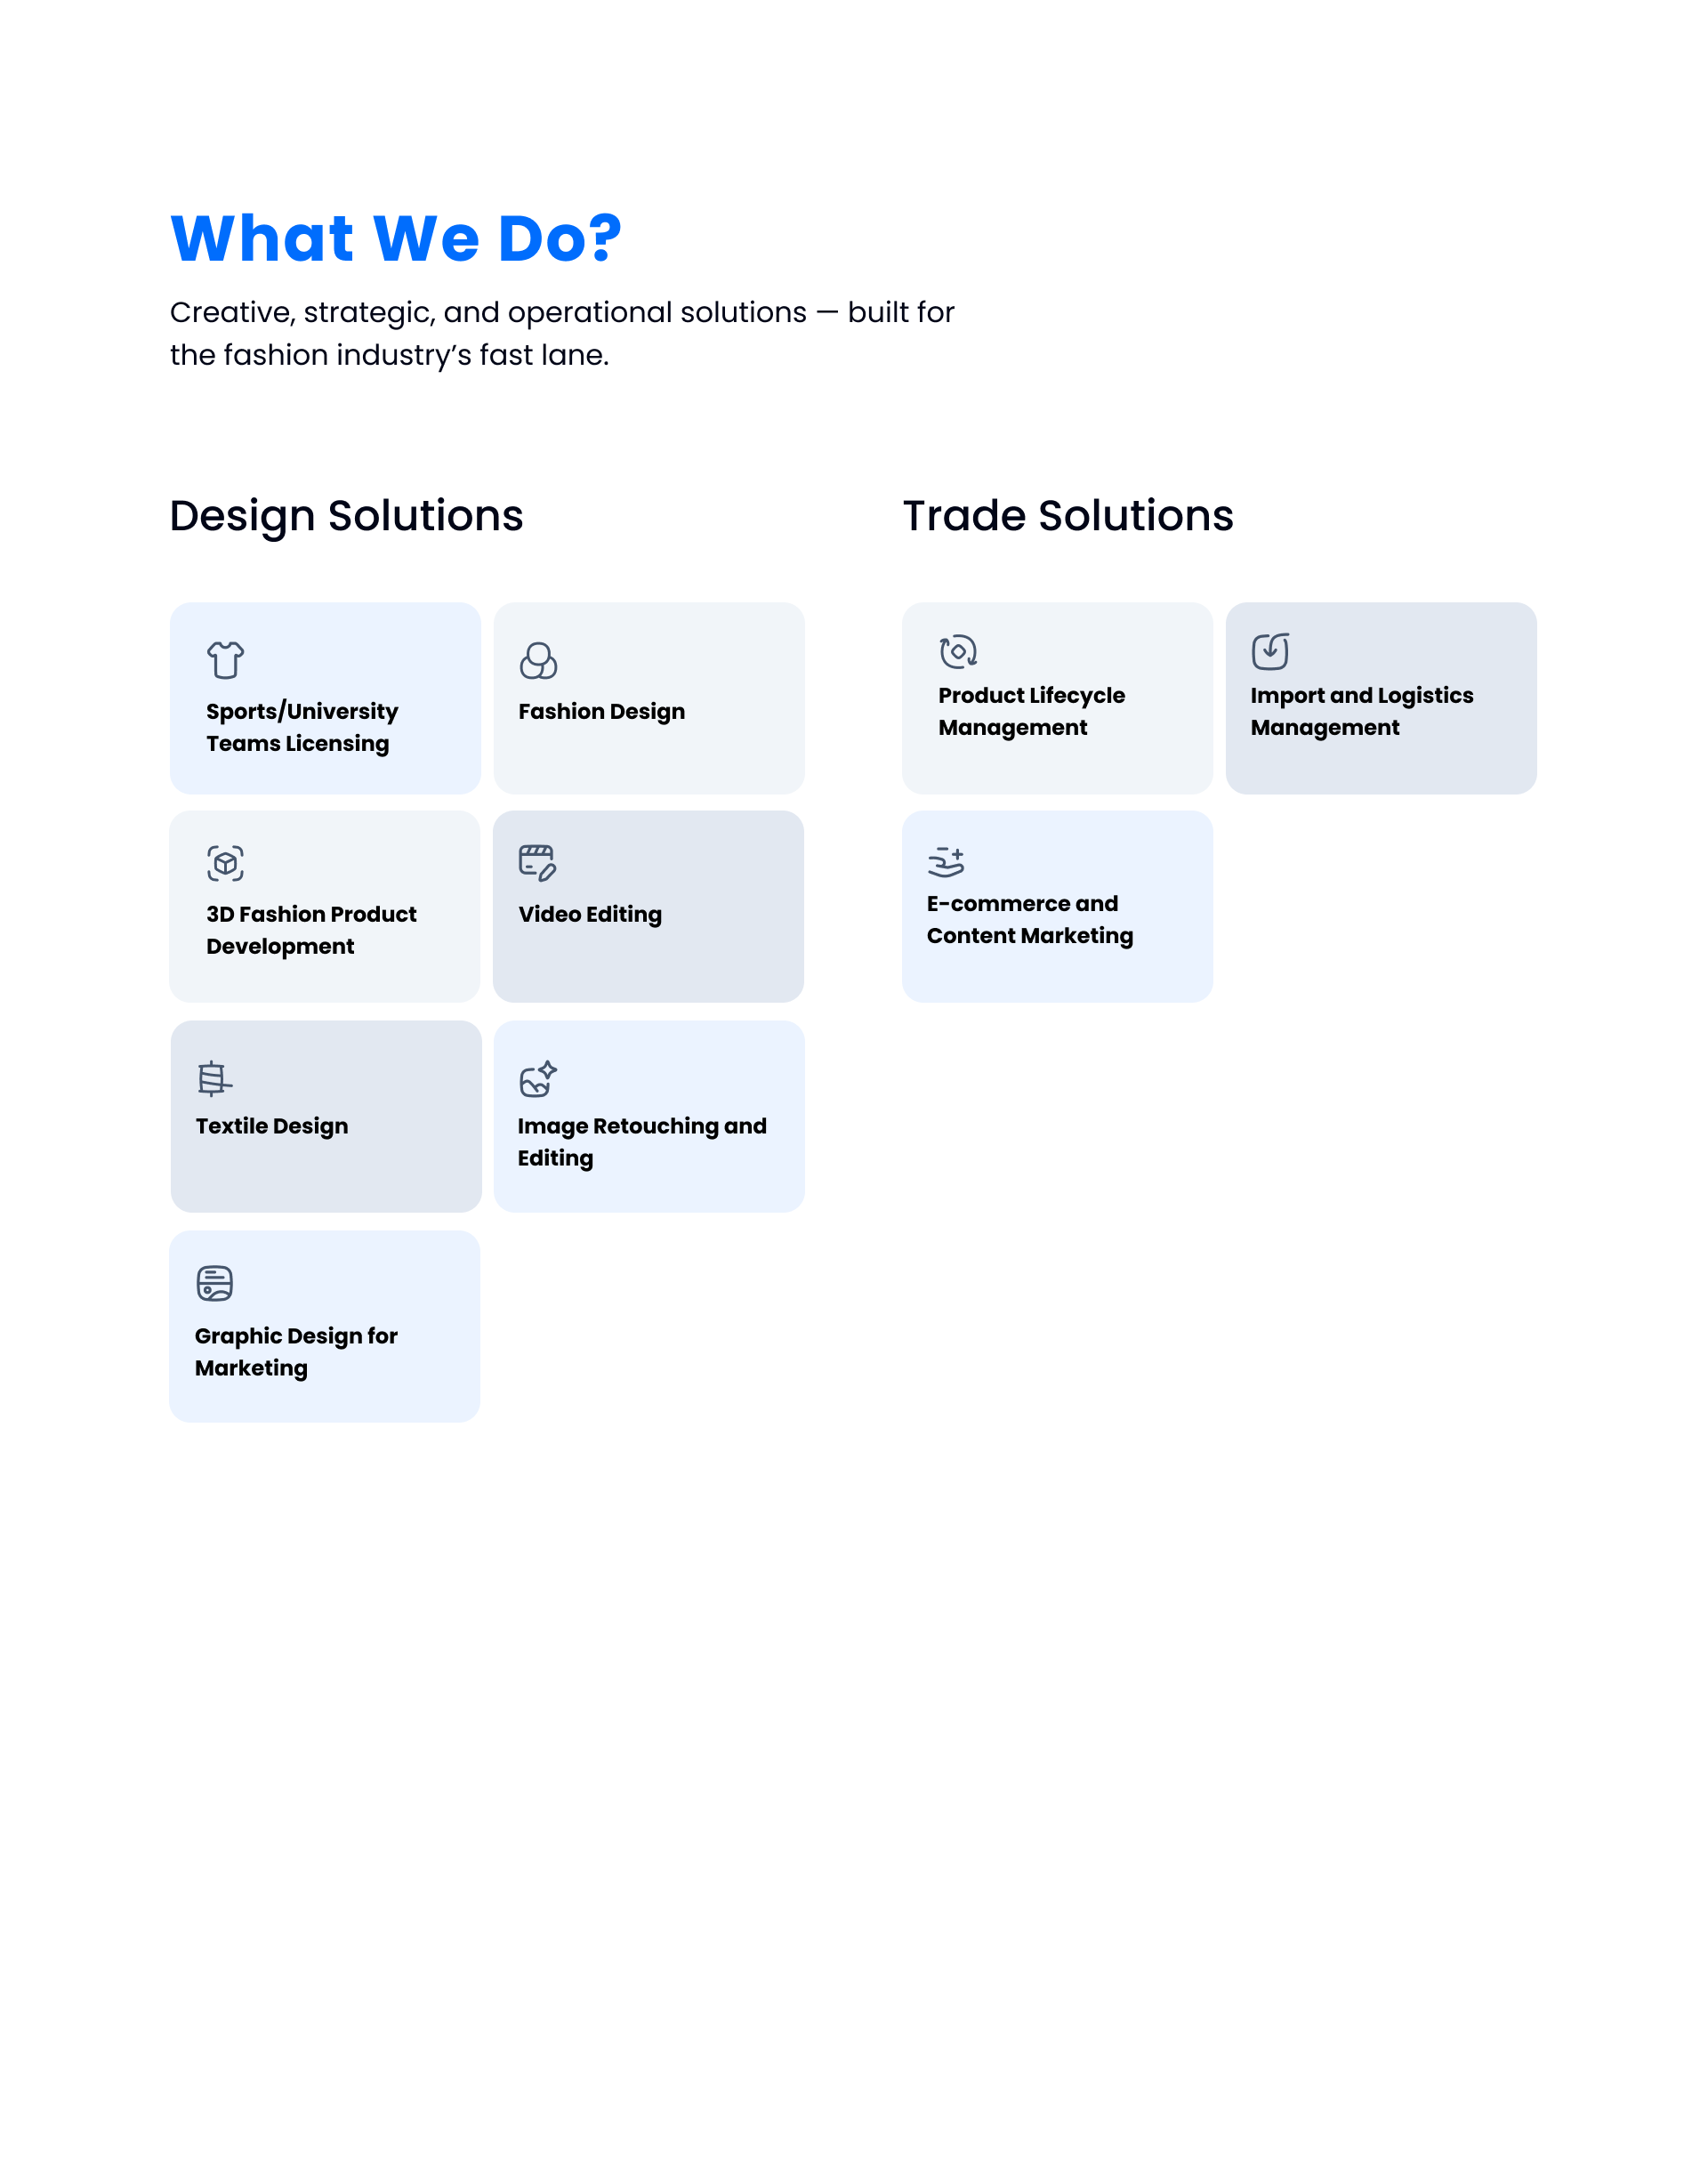 What We Do?
Creative, strategic, and operational solutions — built for
the fashion industry’s fast lane.
Design Solutions
Sports/University
Teams Licensing
Fashion Design
3D Fashion Product
Development
Video Editing
Textile Design
Image Retouching and
Editing
Graphic Design for
Marketing
Trade Solutions
Product Lifecycle
Management
Import and Logistics
Management
E-commerce and
Content Marketing